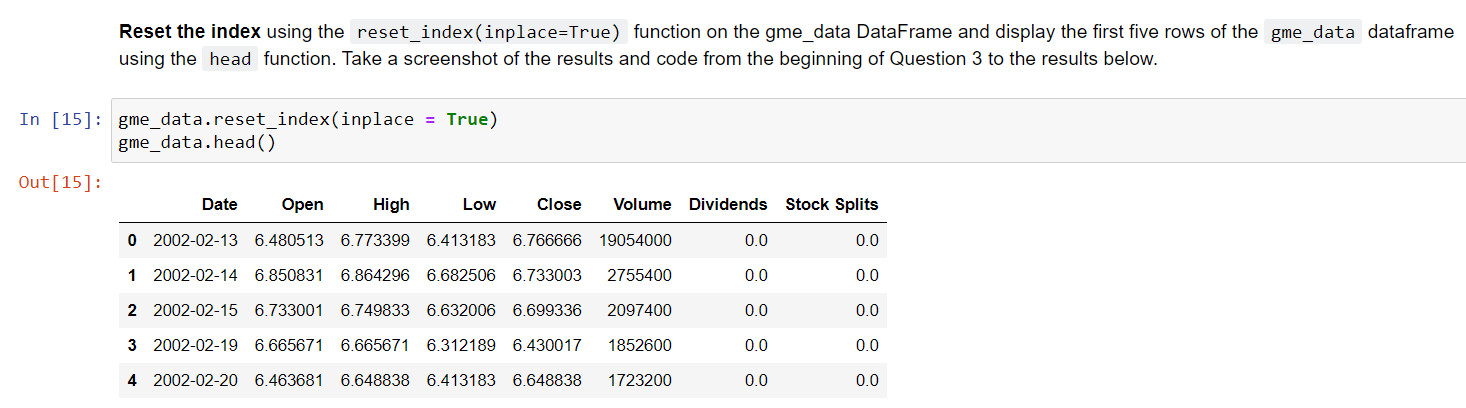 Reset the index using the reset_index(inplace=True) function on the gme_data DataFrame and display the first five rows of the gme_data dataframe
using the head function. Take a screenshot of the results and code from the beginning of Question 3 to the results below.
In [15]: gme_data.reset_index(inplace = True)
gme_data.head()
Out[15]:
Date Open High Low Close Volume Dividends Stock Splits
0 2002-02-13 6.480513 6.773399 6.413183 6.766666 19054000 0.0 0.0
1 2002-02-14 6.850831 6.864296 6.682506 6.733003 2755400 0.0 0.0
2 2002-02-15 6.733001 6.749833 6.632006 6.699336 2097400 0.0 0.0
3 2002-02-19 6.665671 6.665671 6.312189 6.430017 1852600 0.0 0.0
4 2002-02-20 6.463681 6.648838 6.413183 6.648838 1723200 0.0 0.0